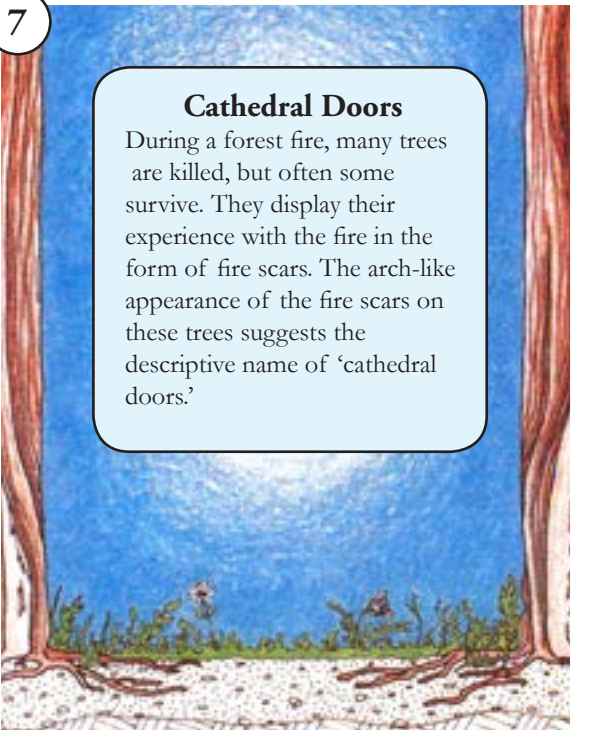 7
Cathedral Doors
During a forest fire, many trees
are killed, but often some
survive. They display their
experience with the fire in the
form of fire scars. The arch-like
appearance of the fire scars on
these trees suggests the
descriptive name of ‘cathedral
doors.’